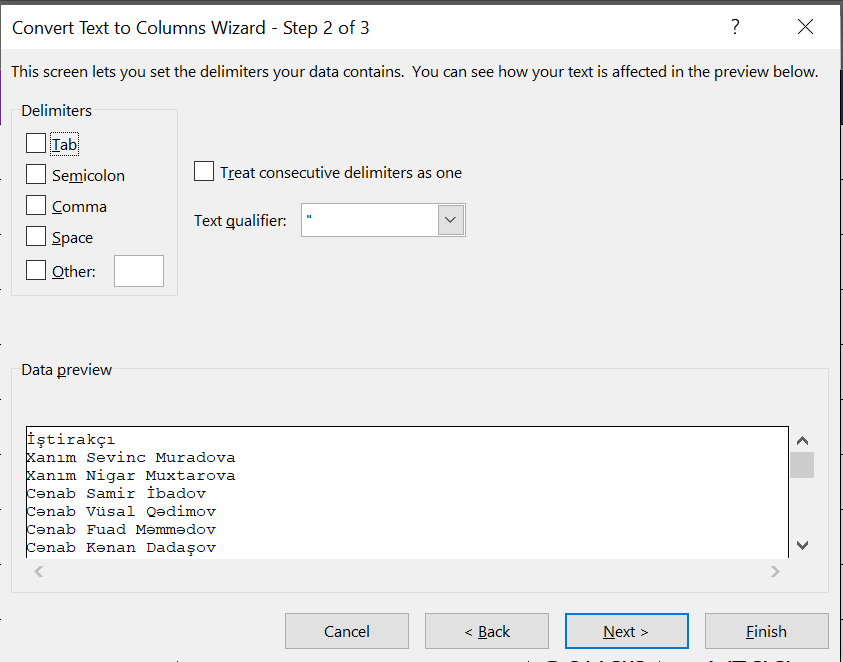 Convert Text to Columns Wizard - Step 2 of 3
?
This screen lets you set the delimiters your data contains.  You can see how your text is affected in the preview below.
Delimiters
Tab
Semicolon
Comma
Space
Other:
Treat consecutive delimiters as one
Text qualifier: "
Data preview
İştirakçı
Xanım Sevinc Muradova
Xanım Nigar Muxtarova
Cənab Samir İbadov
Cənab Vüsal Qədimov
Cənab Fuad Məmmədov
Cənab Kənan Dadaşov
Cancel < Back Next > Finish